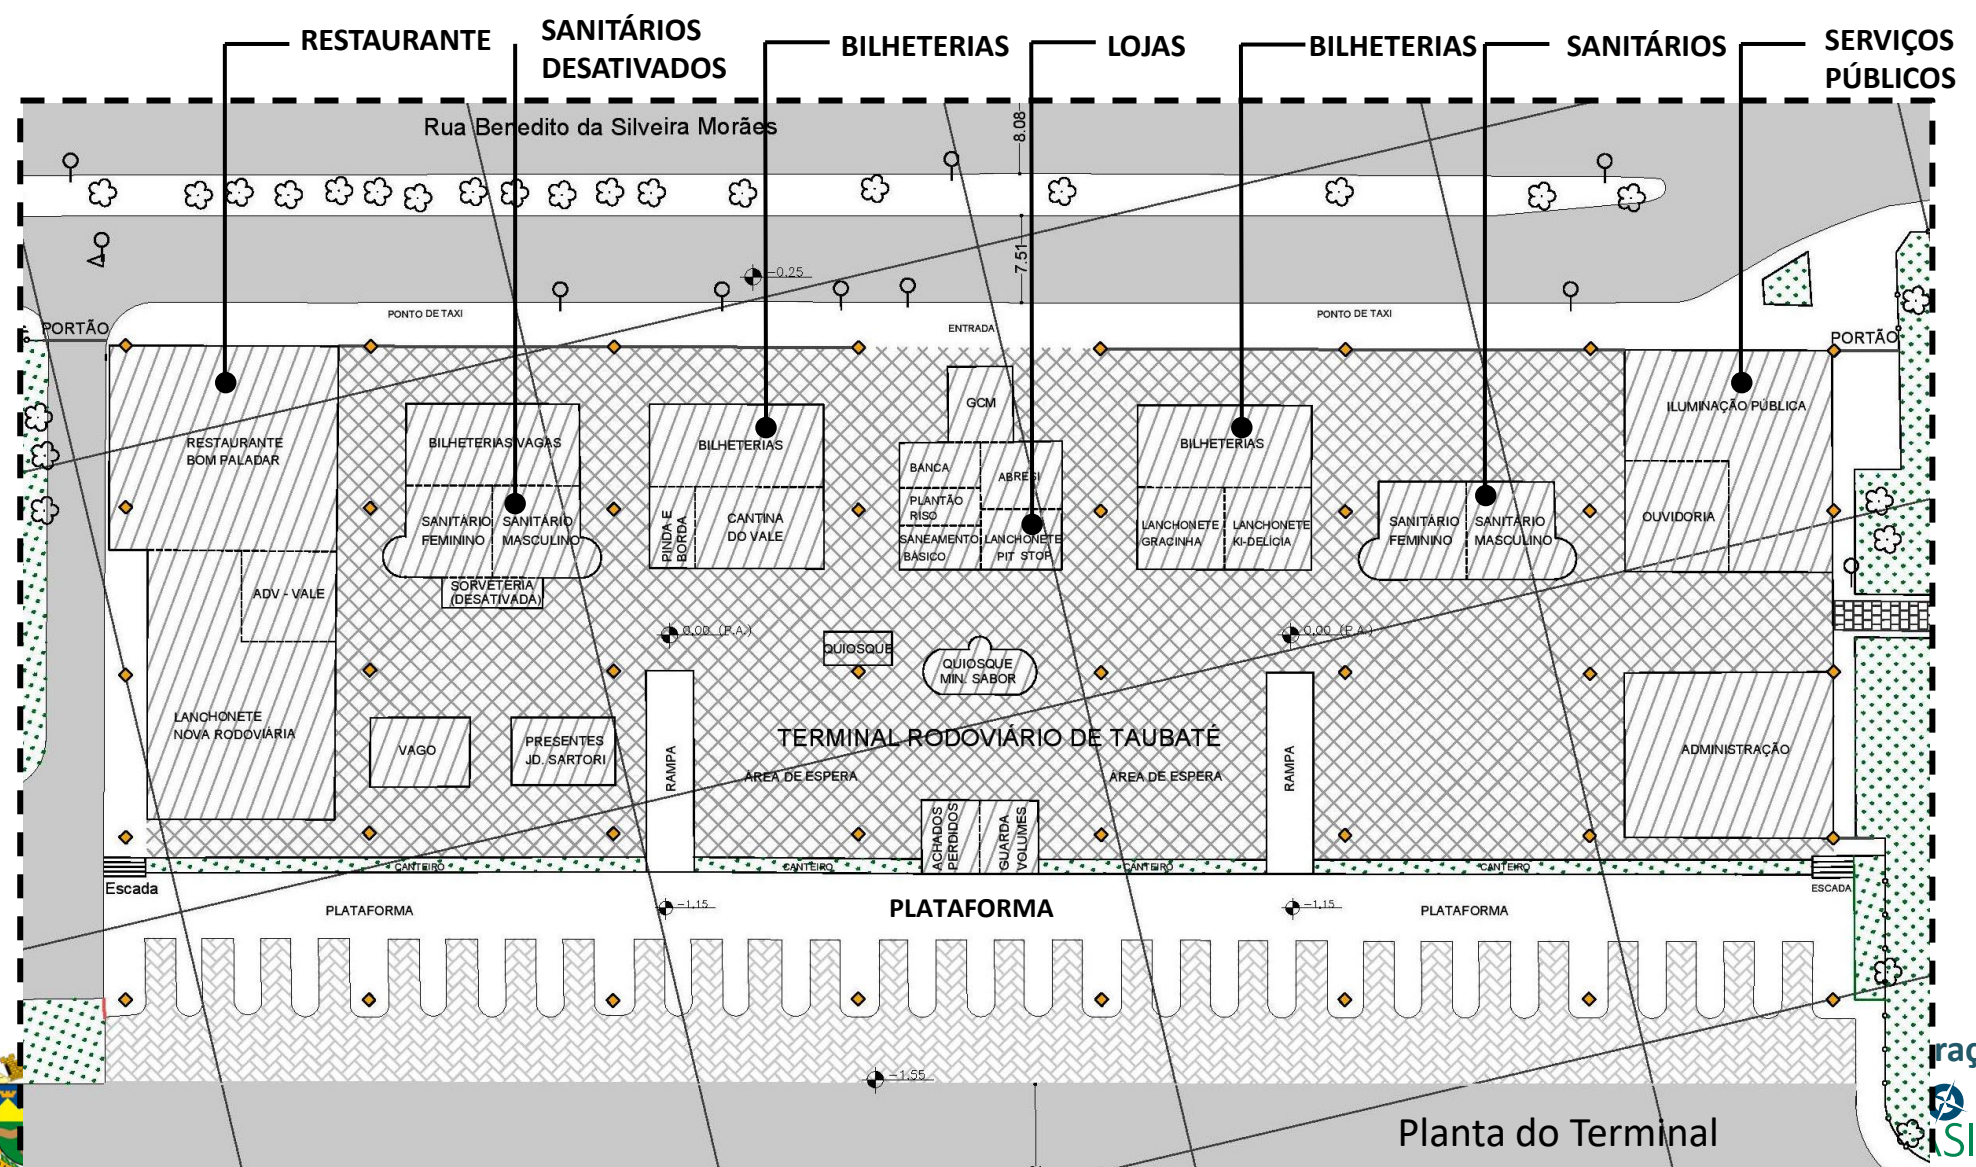 RESTAURANTE
SANITÁRIOS
DESATIVADOS
BILHETERIAS
LOJAS
BILHETERIAS
SANITÁRIOS
SERVIÇOS
PÚBLICOS
Rua Benedito da Silveira Morães
8.08
7.51
-0.25
PONTO DE TAXI
ENTRADA
PONTO DE TAXI
PORTÃO
PORTÃO
RESTAURANTE
BOM PALADAR
BILHETERIAS VAGAS
BILHETERIAS
GCM
BILHETERIAS
ILUMINAÇÃO PÚBLICA
BANCA
ABRESI
PLANTÃO
RISO
SANEAMENTO
BÁSICO
LANCHONETE
PIT STOP
SANITÁRIO
FEMININO
SANITÁRIO
MASCULINO
PINDA E
BORDA
CANTINA
DO VALE
LANCHONETE
GRACINHA
LANCHONETE
KI-DELÍCIA
SANITÁRIO
FEMININO
SANITÁRIO
MASCULINO
OUVIDORIA
SORVETERIA
(DESATIVADA)
ADV - VALE
0.00 (P.A.)
0.00 (P.A.)
QUIOSQUE
QUIOSQUE
MIN. SABOR
LANCHONETE
NOVA RODOVIÁRIA
VAGO
PRESENTES
JD. SARTORI
RAMPA
TERMINAL RODOVIÁRIO DE TAUBATÉ
ÁREA DE ESPERA
ÁREA DE ESPERA
RAMPA
ADMINISTRAÇÃO
ACHADOS
PERDIDOS
GUARDA
VOLUMES
CANTEIRO
CANTEIRO
CANTEIRO
CANTEIRO
Escada
ESCADA
PLATAFORMA
-1.15
PLATAFORMA
-1.15
PLATAFORMA
-1.55
Planta do Terminal
raç
SI